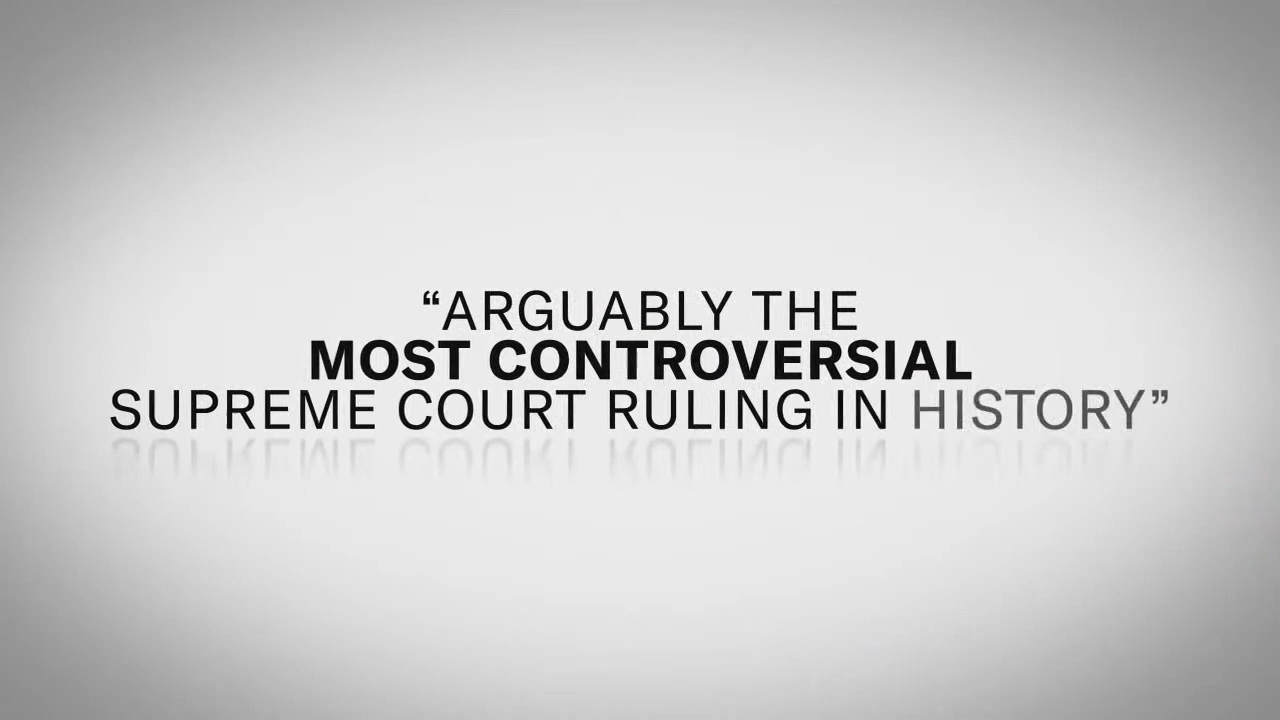 “ARGUABLY THE
MOST CONTROVERSIAL
SUPREME COURT RULING IN HISTORY”